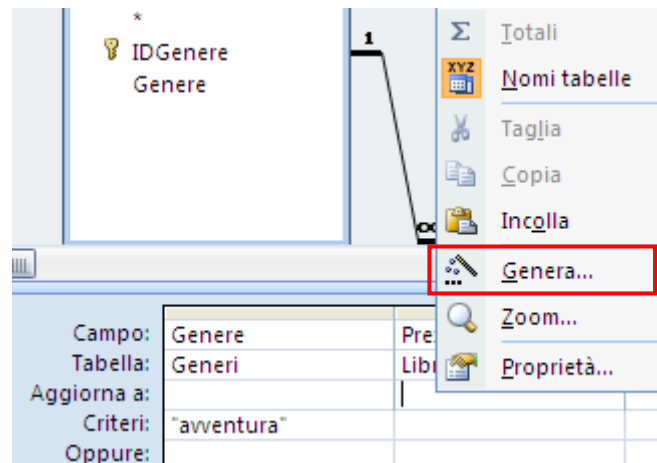 *
IDGenere
Genere
1
Totali
XYZ
Nomi tabelle
Taglia
Copia
Incolla
Genera...
Zoom...
Proprietà...
Campo: Genere
Tabella: Generi
Aggiorna a:
Criteri: "avventura"
Oppure: